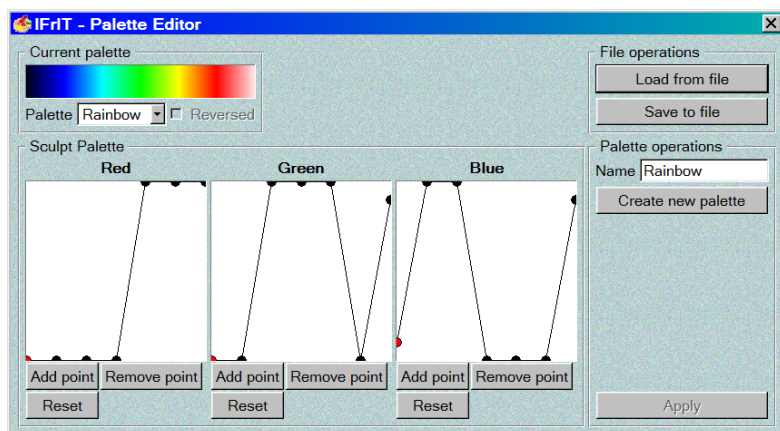 IFrIT - Palette Editor
Current palette
Palette Rainbow Reversed
File operations
Load from file
Save to file
Sculpt Palette
Red Green Blue
Add point Remove point Add point Remove point Add point Remove point
Reset Reset Reset
Palette operations
Name Rainbow
Create new palette
Apply